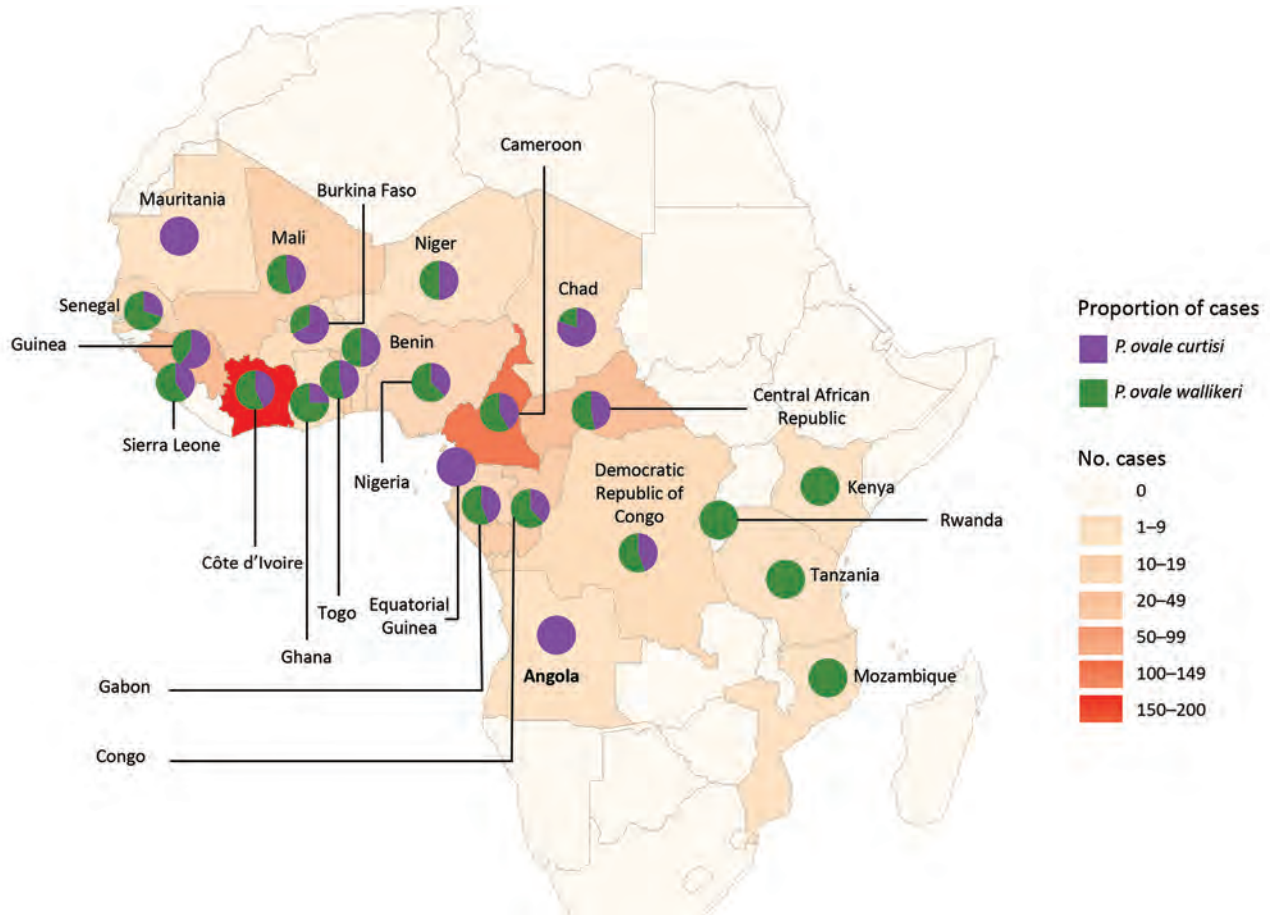 Cameroon
Mauritania
Burkina Faso
Mali
Niger
Chad
Senegal
Guinea
Benin
Central African
Republic
Sierra Leone
Nigeria
Democratic
Republic of
Congo
Kenya
Rwanda
Côte d’Ivoire
Togo
Equatorial
Guinea
Tanzania
Ghana
Angola
Mozambique
Gabon
Congo
Proportion of cases
P. ovale curtisi
P. ovale wallikeri
No. cases
0
1–9
10–19
20–49
50–99
100–149
150–200